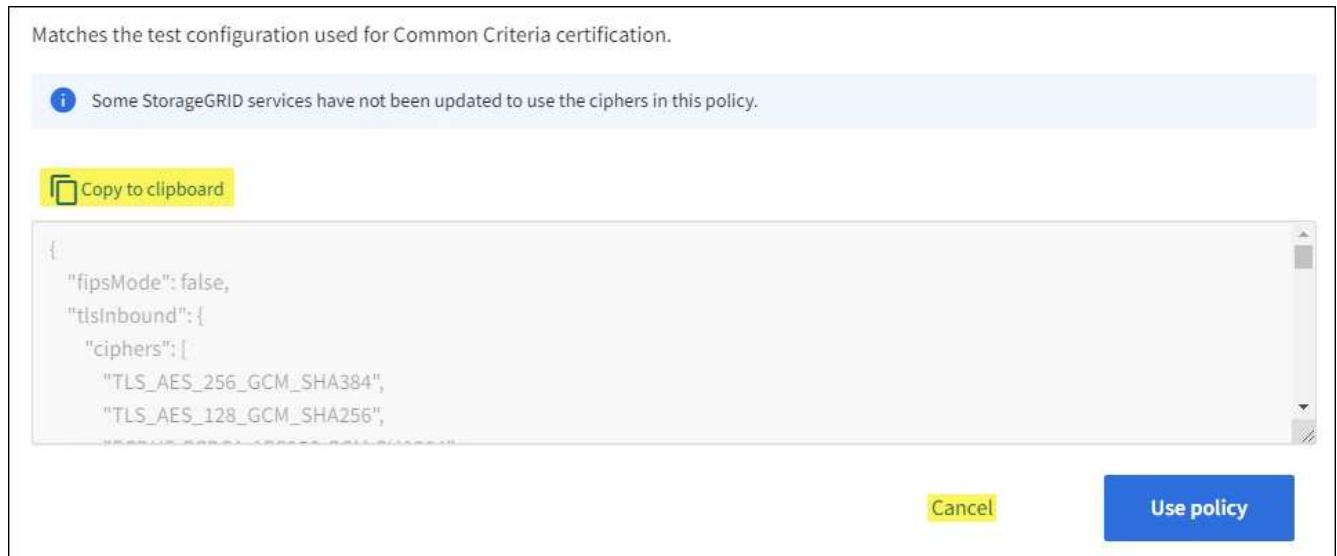 Matches the test configuration used for Common Criteria certification.
Some StorageGRID services have not been updated to use the ciphers in this policy.
Copy to clipboard
{
"fipsMode": false,
"tlsInbound": {
"ciphers": [
"TLS_AES_256_GCM_SHA384",
"TLS_AES_128_GCM_SHA256",
Cancel
Use policy